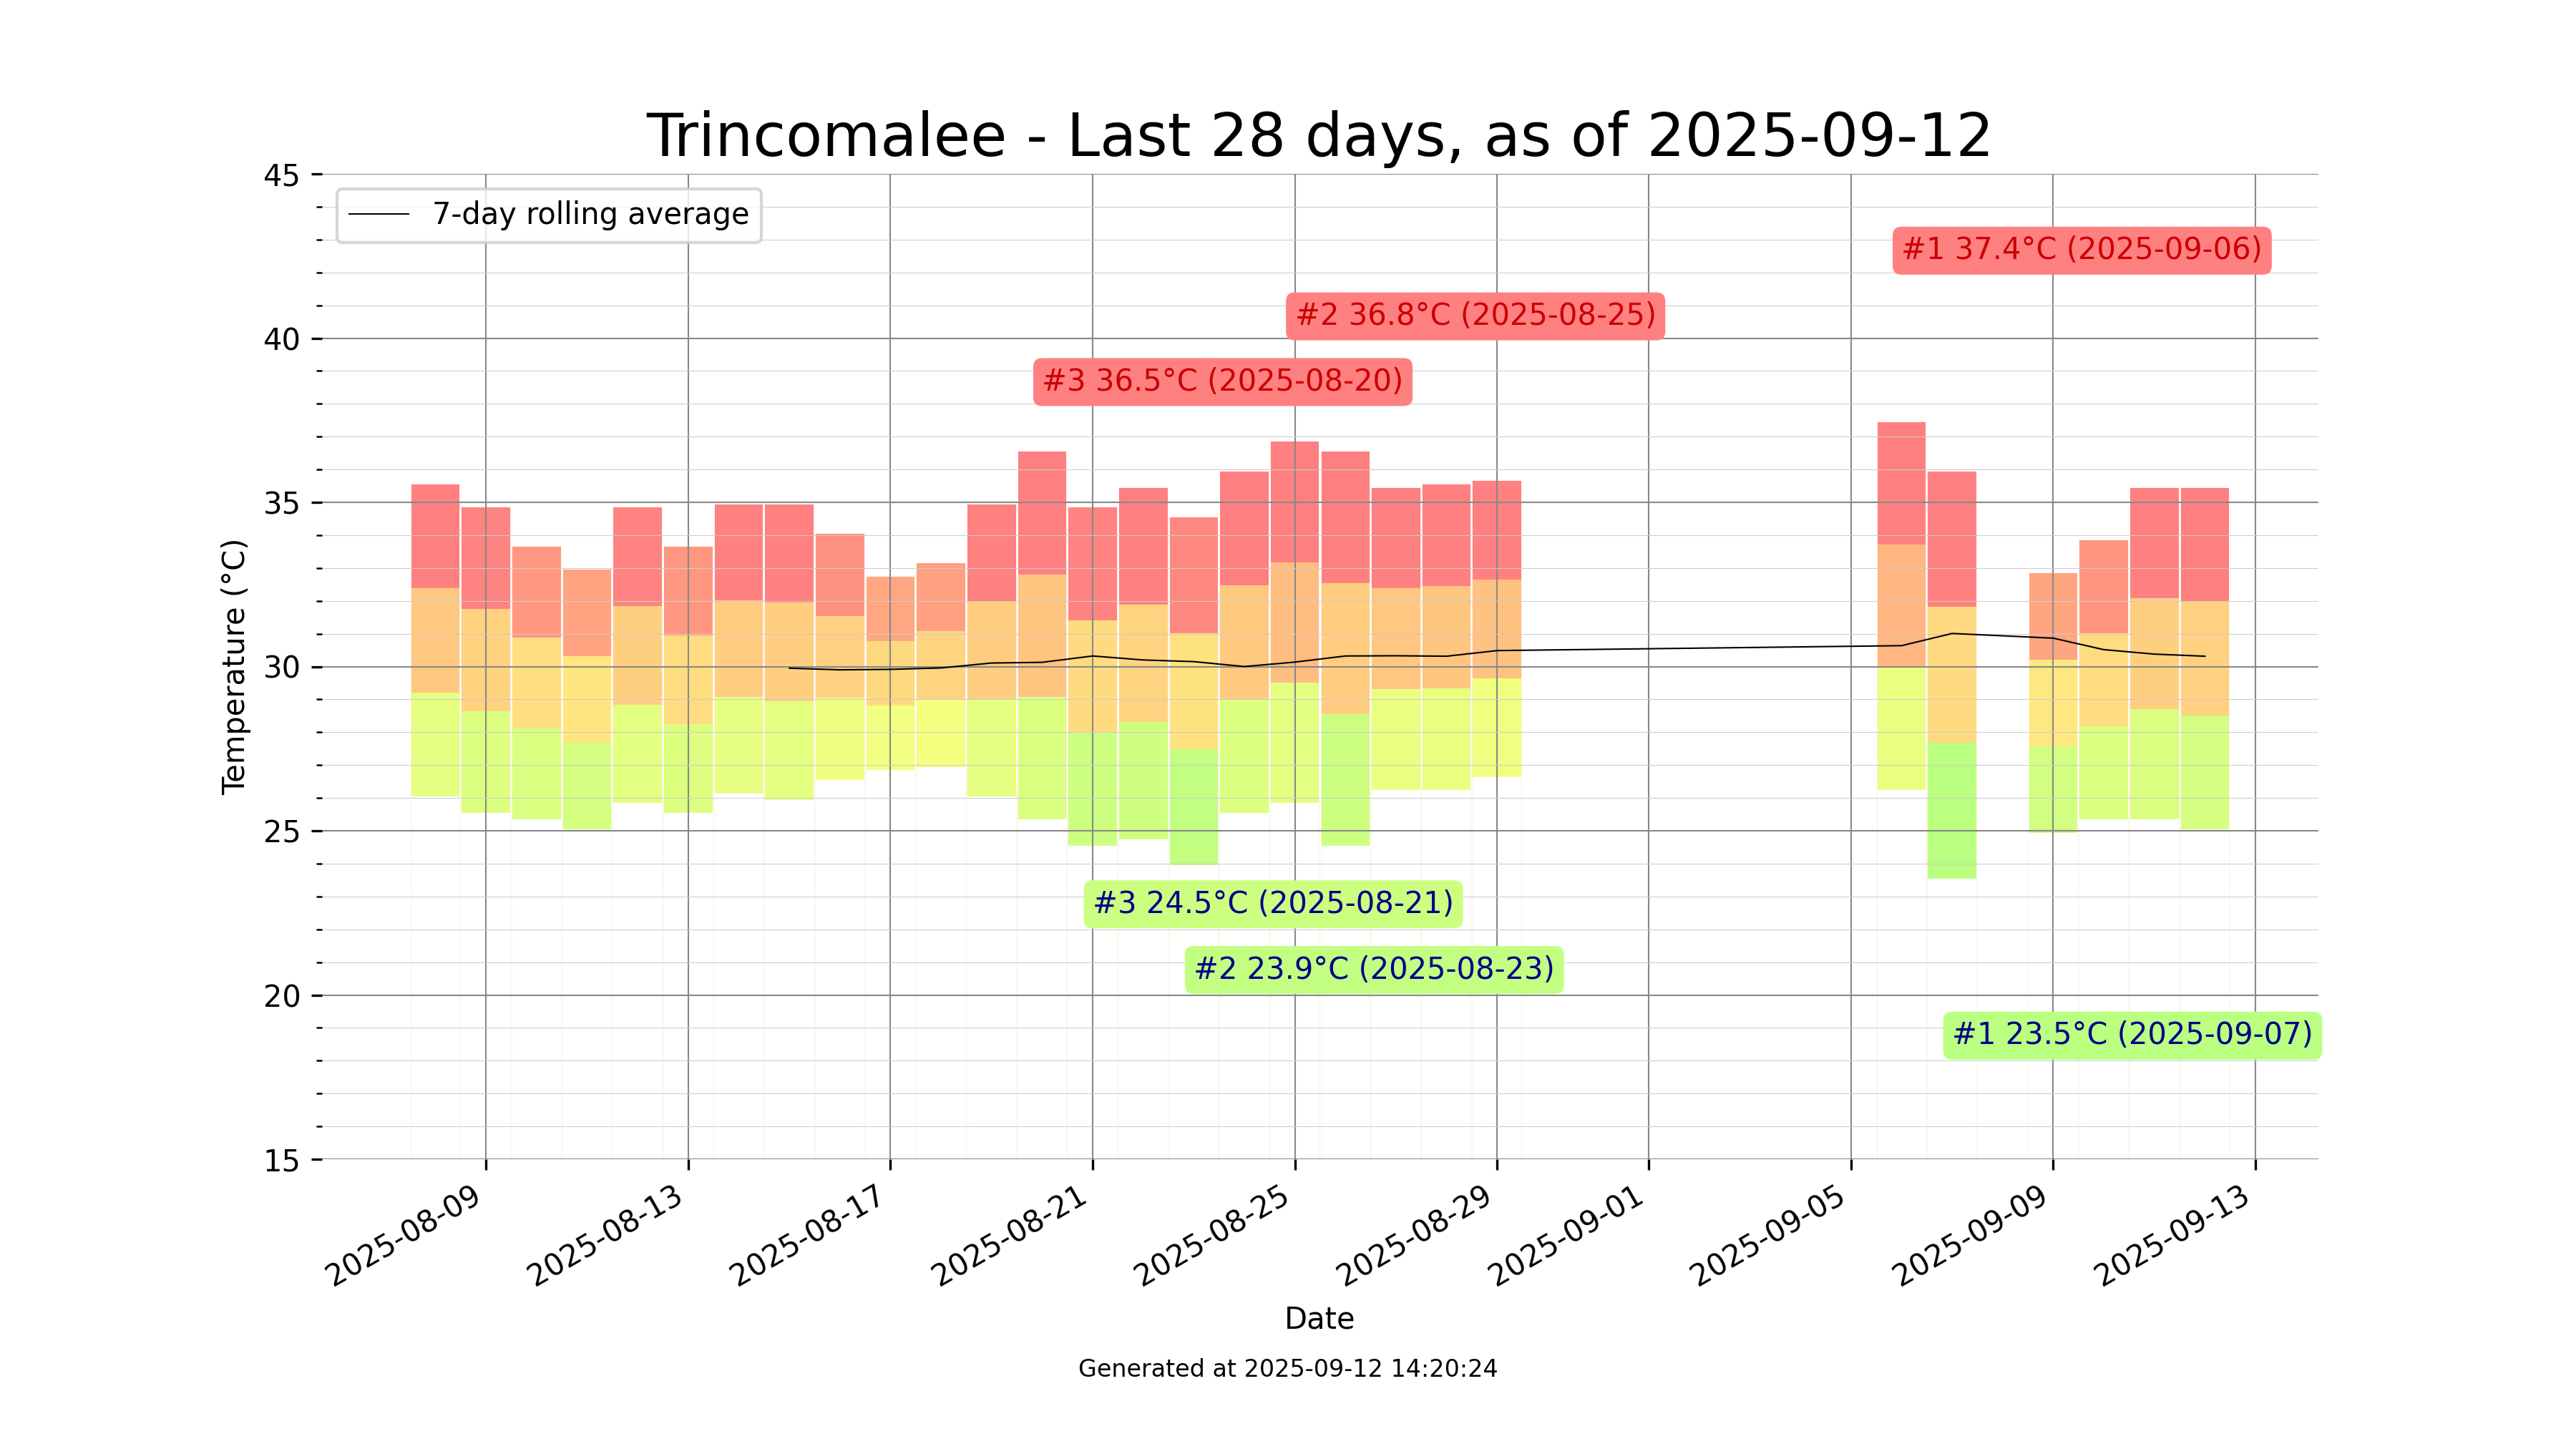 Trincomalee - Last 28 days, as of 2025-09-12
45
7-day rolling average
#1 37.4°C (2025-09-06)
#2 36.8°C (2025-08-25)
40
#3 36.5°C (2025-08-20)
35
Temperature (°C)
30
25
#3 24.5°C (2025-08-21)
#2 23.9°C (2025-08-23)
20
#1 23.5°C (2025-09-07)
15
2025-08-09
2025-08-13
2025-08-17
2025-08-21
2025-08-25
2025-08-29
2025-09-01
2025-09-05
2025-09-09
2025-09-13
Date
Generated at 2025-09-12 14:20:24